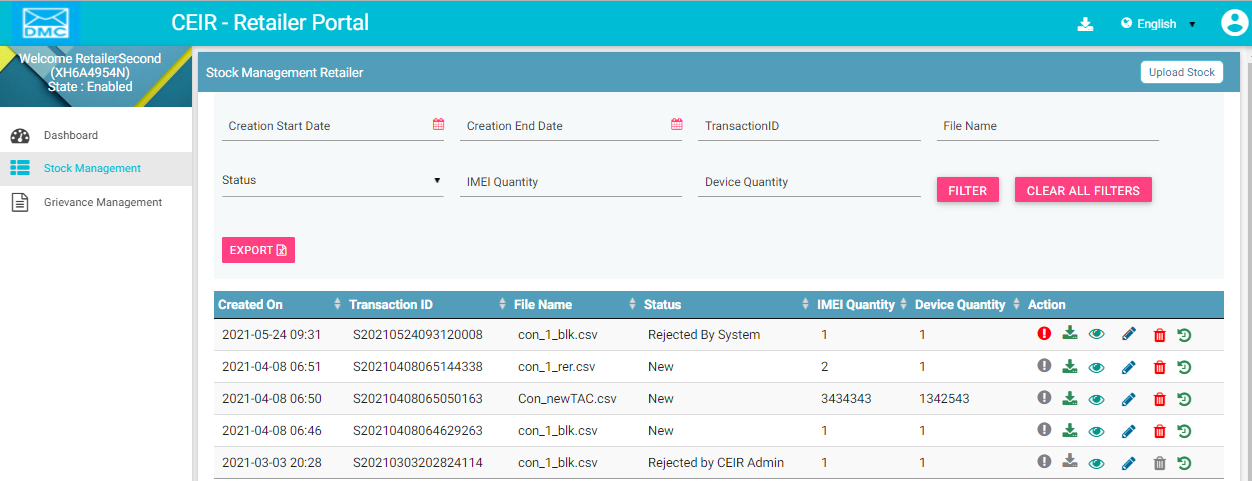 DMC
CEIR - Retailer Portal
English
Welcome RetailerSecond
(XH6A4954N)
State : Enabled
Dashboard
Stock Management
Grievance Management
Stock Management Retailer
Upload Stock
Creation Start Date Creation End Date TransactionID File Name
Status IMEI Quantity Device Quantity FILTER CLEAR ALL FILTERS
EXPORT
Created On Transaction ID File Name Status IMEI Quantity Device Quantity Action
2021-05-24 09:31 S20210524093120008 con_1_blk.csv Rejected By System 1 1
2021-04-08 06:51 S20210408065144338 con_1_rer.csv New 2 1
2021-04-08 06:50 S20210408065050163 Con_newTAC.csv New 3434343 1342543
2021-04-08 06:46 S20210408064629263 con_1_blk.csv New 1 1
2021-03-03 20:28 S20210303202824114 con_1_blk.csv Rejected by CEIR Admin 1 1